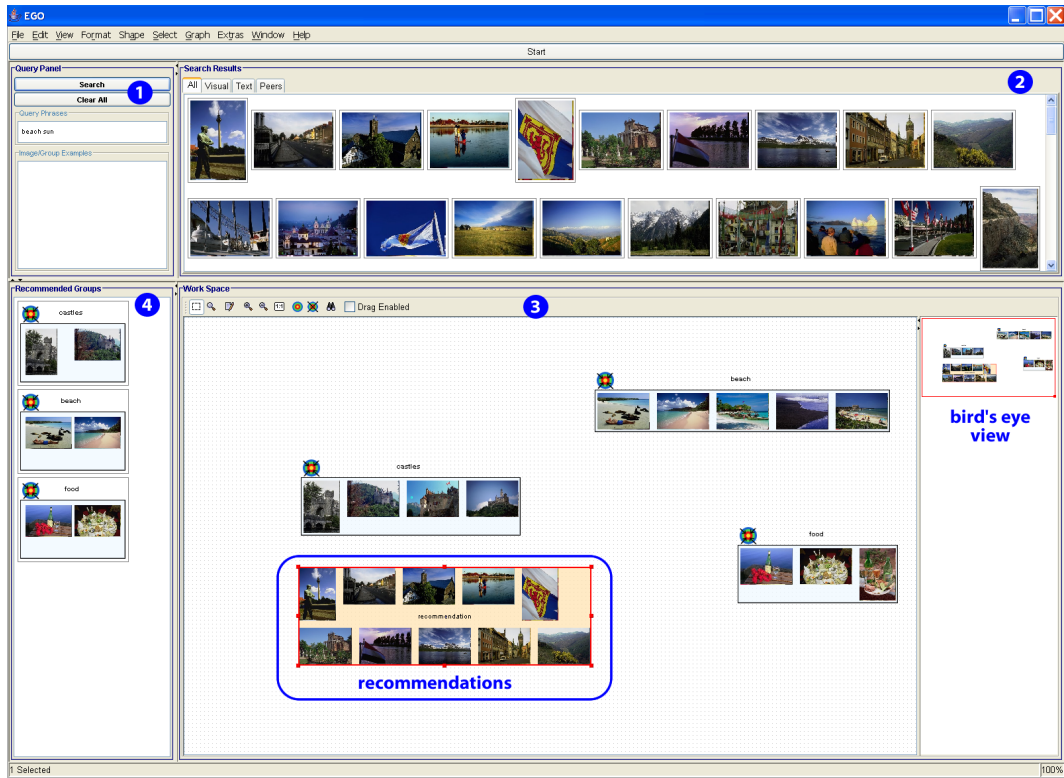 EGO
File Edit View Format Shape Select Graph Extras Window Help
Start
Query Panel
Search
Clear All
1
Query Phrases
beach sun
Image/Group Examples
Search Results
2
All Visual Text Peers
Recommended Groups
4
castles
beach
food
Work Space
1:1 Drag Enabled
3
beach
castles
food
recommendation
recommendations
bird's eye
view
1 Selected
100%